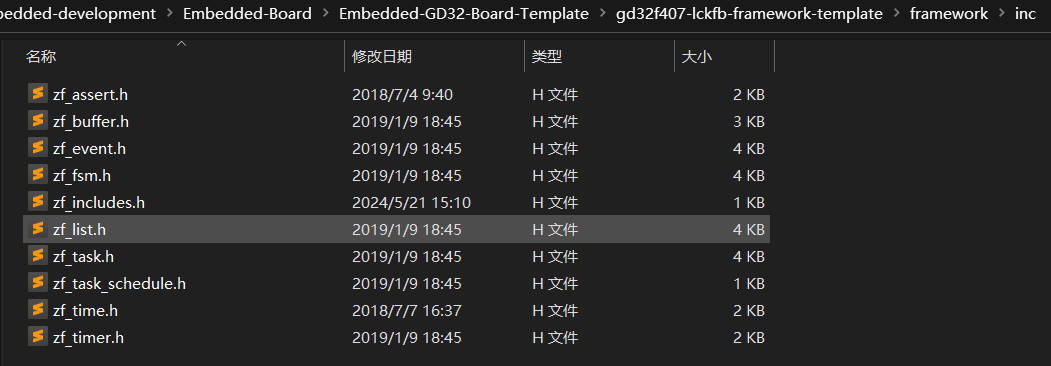 bedded-development > Embedded-Board > Embedded-GD32-Board-Template > gd32f407-lckfb-framework-template > framework > inc
名称 修改日期 类型 大小
zf_assert.h 2018/7/4 9:40 H 文件 2 KB
zf_buffer.h 2019/1/9 18:45 H 文件 3 KB
zf_event.h 2019/1/9 18:45 H 文件 4 KB
zf_fsm.h 2019/1/9 18:45 H 文件 4 KB
zf_includes.h 2024/5/21 15:10 H 文件 1 KB
zf_list.h 2019/1/9 18:45 H 文件 4 KB
zf_task.h 2019/1/9 18:45 H 文件 4 KB
zf_task_schedule.h 2019/1/9 18:45 H 文件 1 KB
zf_time.h 2018/7/7 16:37 H 文件 2 KB
zf_timer.h 2019/1/9 18:45 H 文件 2 KB